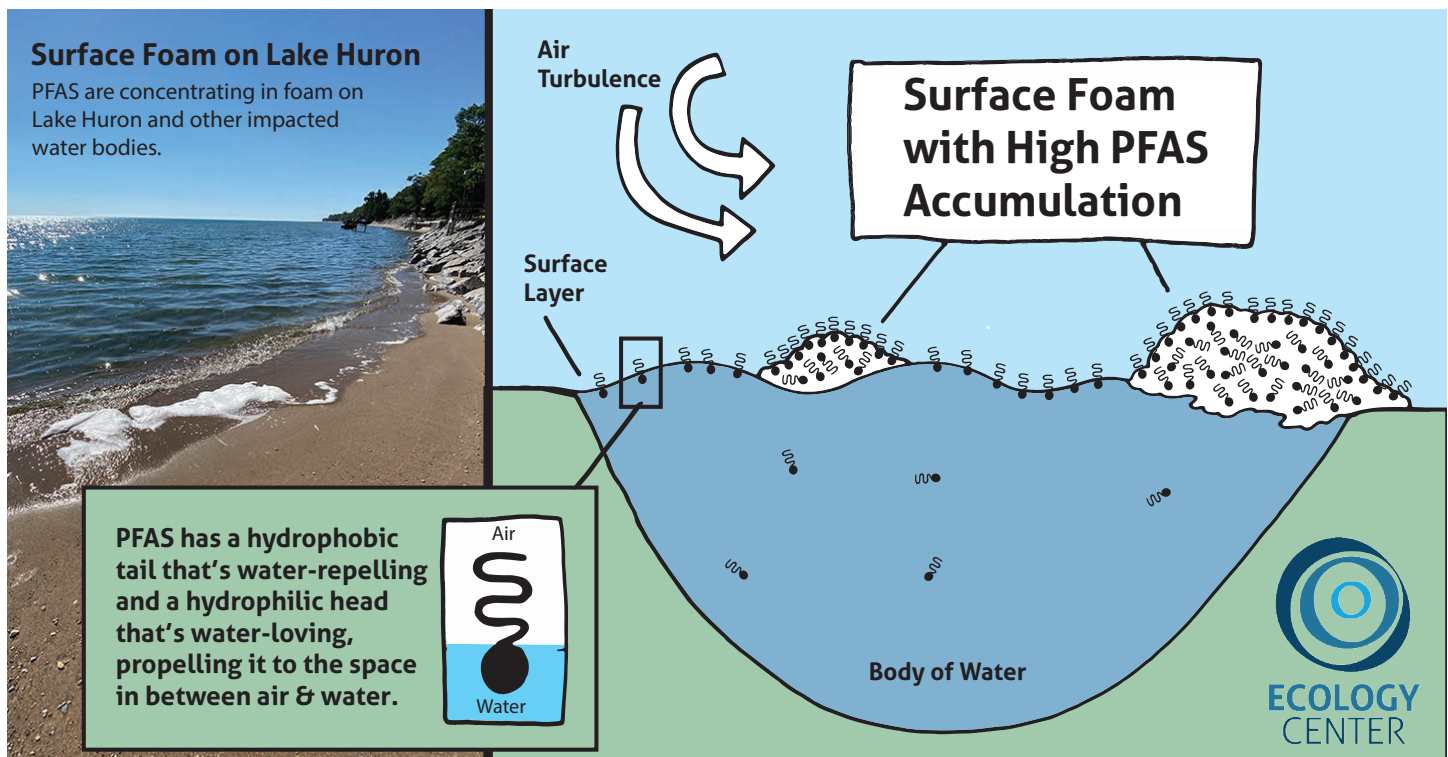 Surface Foam on Lake Huron
PFAS are concentrating in foam on
Lake Huron and other impacted
water bodies.
Air
Turbulence
Surface Foam
with High PFAS
Accumulation
Surface
Layer
PFAS has a hydrophobic
tail that's water-repelling
and a hydrophilic head
that's water-loving,
propelling it to the space
in between air & water.
Air
Water
Body of Water
ECOLOGY
CENTER